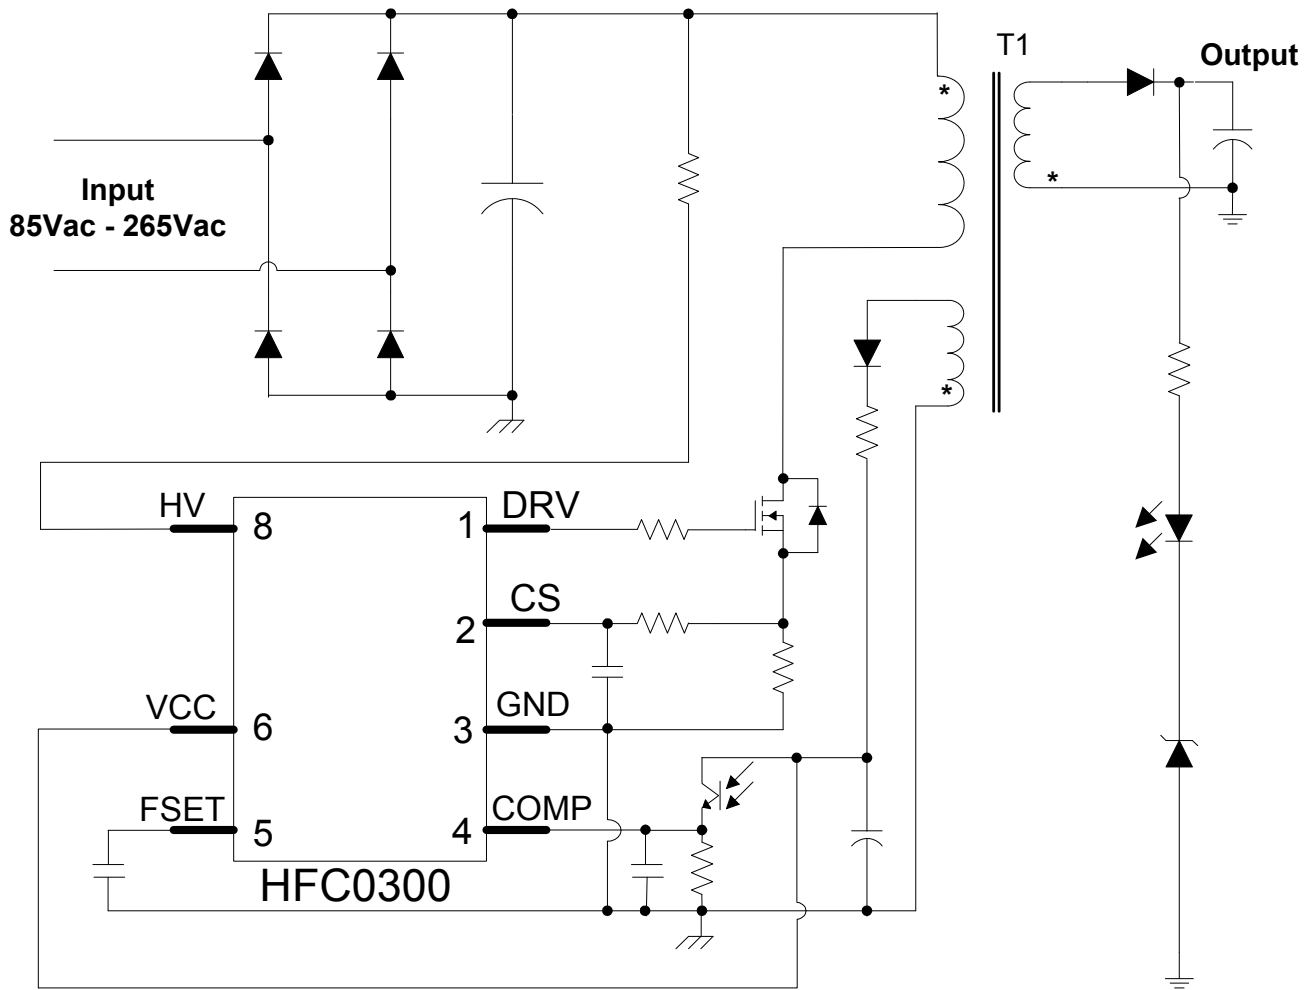 T1
Output
*
*
Input
85Vac - 265Vac
*
HV
8
1
DRV
2
CS
VCC
6
3
GND
FSET
5
4
COMP
HFC0300